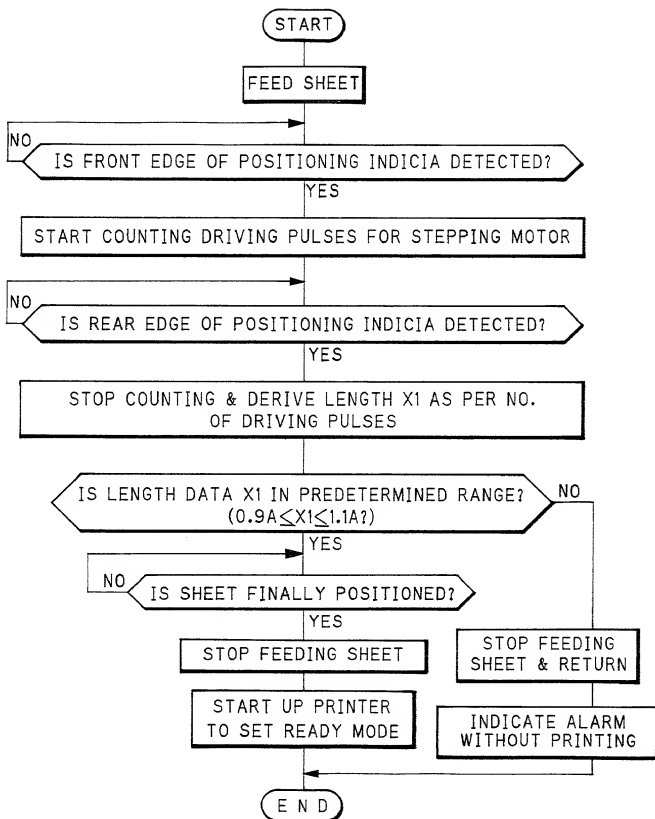 START
FEED SHEET
NO
IS FRONT EDGE OF POSITIONING INDICIA DETECTED?
YES
START COUNTING DRIVING PULSES FOR STEPPING MOTOR
NO
IS REAR EDGE OF POSITIONING INDICIA DETECTED?
YES
STOP COUNTING & DERIVE LENGTH X1 AS PER NO.
OF DRIVING PULSES
IS LENGTH DATA X1 IN PREDETERMINED RANGE?
(0.9A≤X1≤1.1A?)
NO
YES
NO
IS SHEET FINALLY POSITIONED?
YES
STOP FEEDING SHEET
START UP PRINTER
TO SET READY MODE
STOP FEEDING
SHEET & RETURN
INDICATE ALARM
WITHOUT PRINTING
E N D